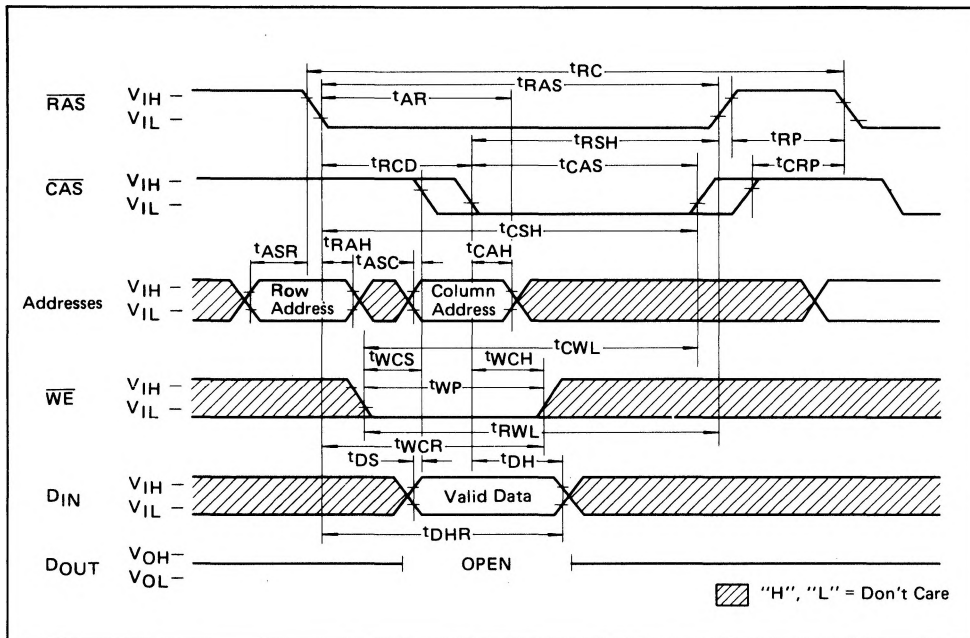 tRC
tRAS
tAR
RAS VIH –
VIL –
tRP
tRSH
tRCD tCAS tCRP
CAS VIH –
VIL –
tCSH
tASR tRAH tASC tCAH
Addresses VIH – Row Address Column Address
VIL –
tCWL
tWCS tWCH
WE VIH – tWP
VIL –
tRWL
tWCR
tDS tDH
DIN VIH – Valid Data
VIL –
tDHR
DOUT VOH – OPEN
VOL –
"H", "L" = Don't Care